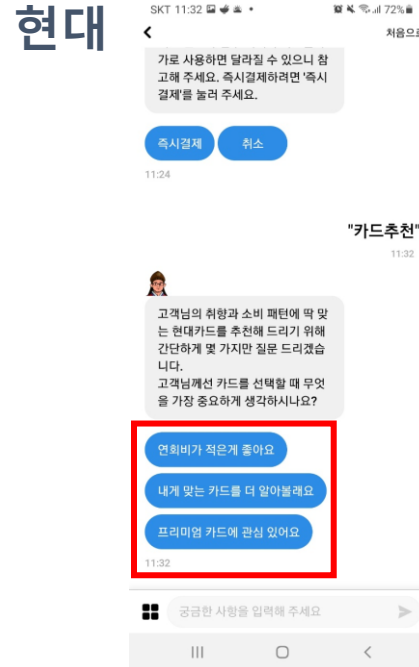 현대
SKT 11:32
72%
처음으로
가로 사용하면 달라질 수 있으니 참
고해 주세요. 즉시결제하려면 '즉시
결제'를 눌러 주세요.
즉시결제
취소
11:24
"카드추천"
11:32
고객님의 취향과 소비 패턴에 딱 맞
는 현대카드를 추천해 드리기 위해
간단하게 몇 가지만 질문 드리겠습
니다.
고객님께선 카드를 선택할 때 무엇
을 가장 중요하게 생각하시나요?
연회비가 적은게 좋아요
내게 맞는 카드를 더 알아볼래요
프리미엄 카드에 관심 있어요
11:32
궁금한 사항을 입력해 주세요